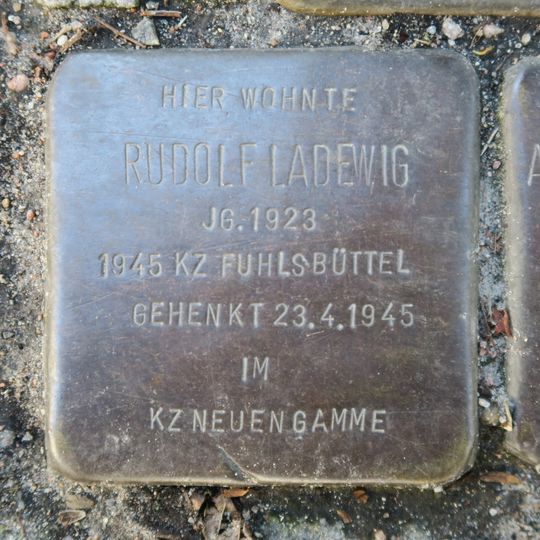 HIER WOHNTE
RUDOLF LADEWIG
JG. 1923
1945 KZ FUHLSBÜTTEL
GEHENKT 23.4.1945
IM
KZ NEUENGAMME